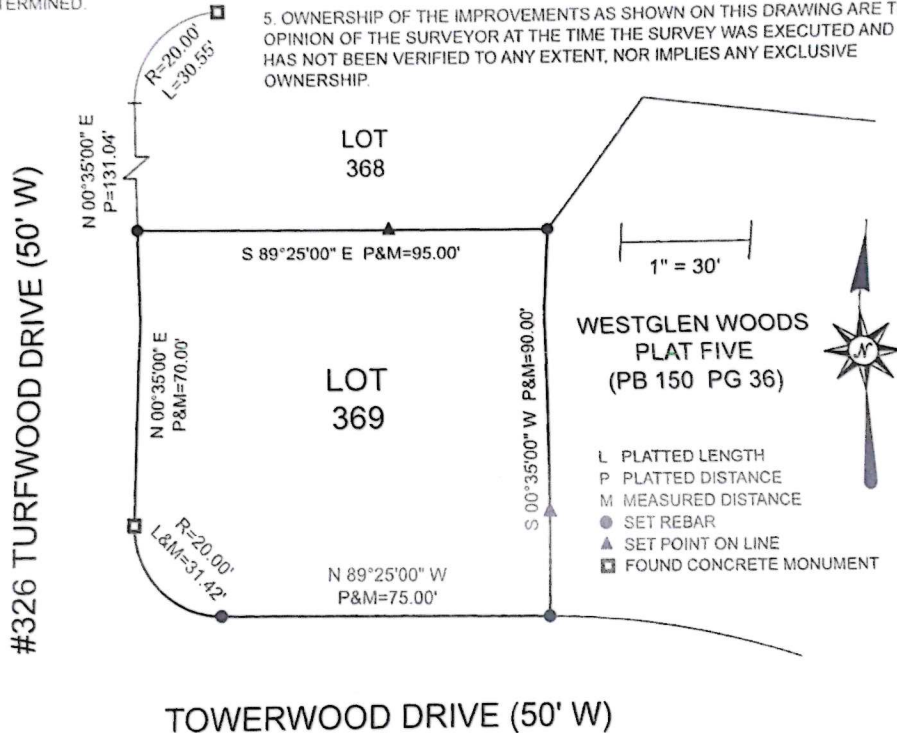 TERMINED.
5. OWNERSHIP OF THE IMPROVEMENTS AS SHOWN ON THIS DRAWING ARE T
OPINION OF THE SURVEYOR AT THE TIME THE SURVEY WAS EXECUTED AND
HAS NOT BEEN VERIFIED TO ANY EXTENT, NOR IMPLIES ANY EXCLUSIVE
OWNERSHIP.
R=20.00'
L=30.55'
N 00°35'00" E
P=131.04'
LOT
368
S 89°25'00" E P&M=95.00'
1" = 30'
#326 TURFWOOD DRIVE (50' W)
N 00°35'00" E
P&M=70.00'
LOT
369
S 00°35'00" W P&M=90.00'
WESTGLEN WOODS
PLAT FIVE
(PB 150 PG 36)
N
L PLATTED LENGTH
P PLATTED DISTANCE
M MEASURED DISTANCE
SET REBAR
SET POINT ON LINE
FOUND CONCRETE MONUMENT
R=20.00'
L&M=31.42'
N 89°25'00" W
P&M=75.00'
TOWERWOOD DRIVE (50' W)